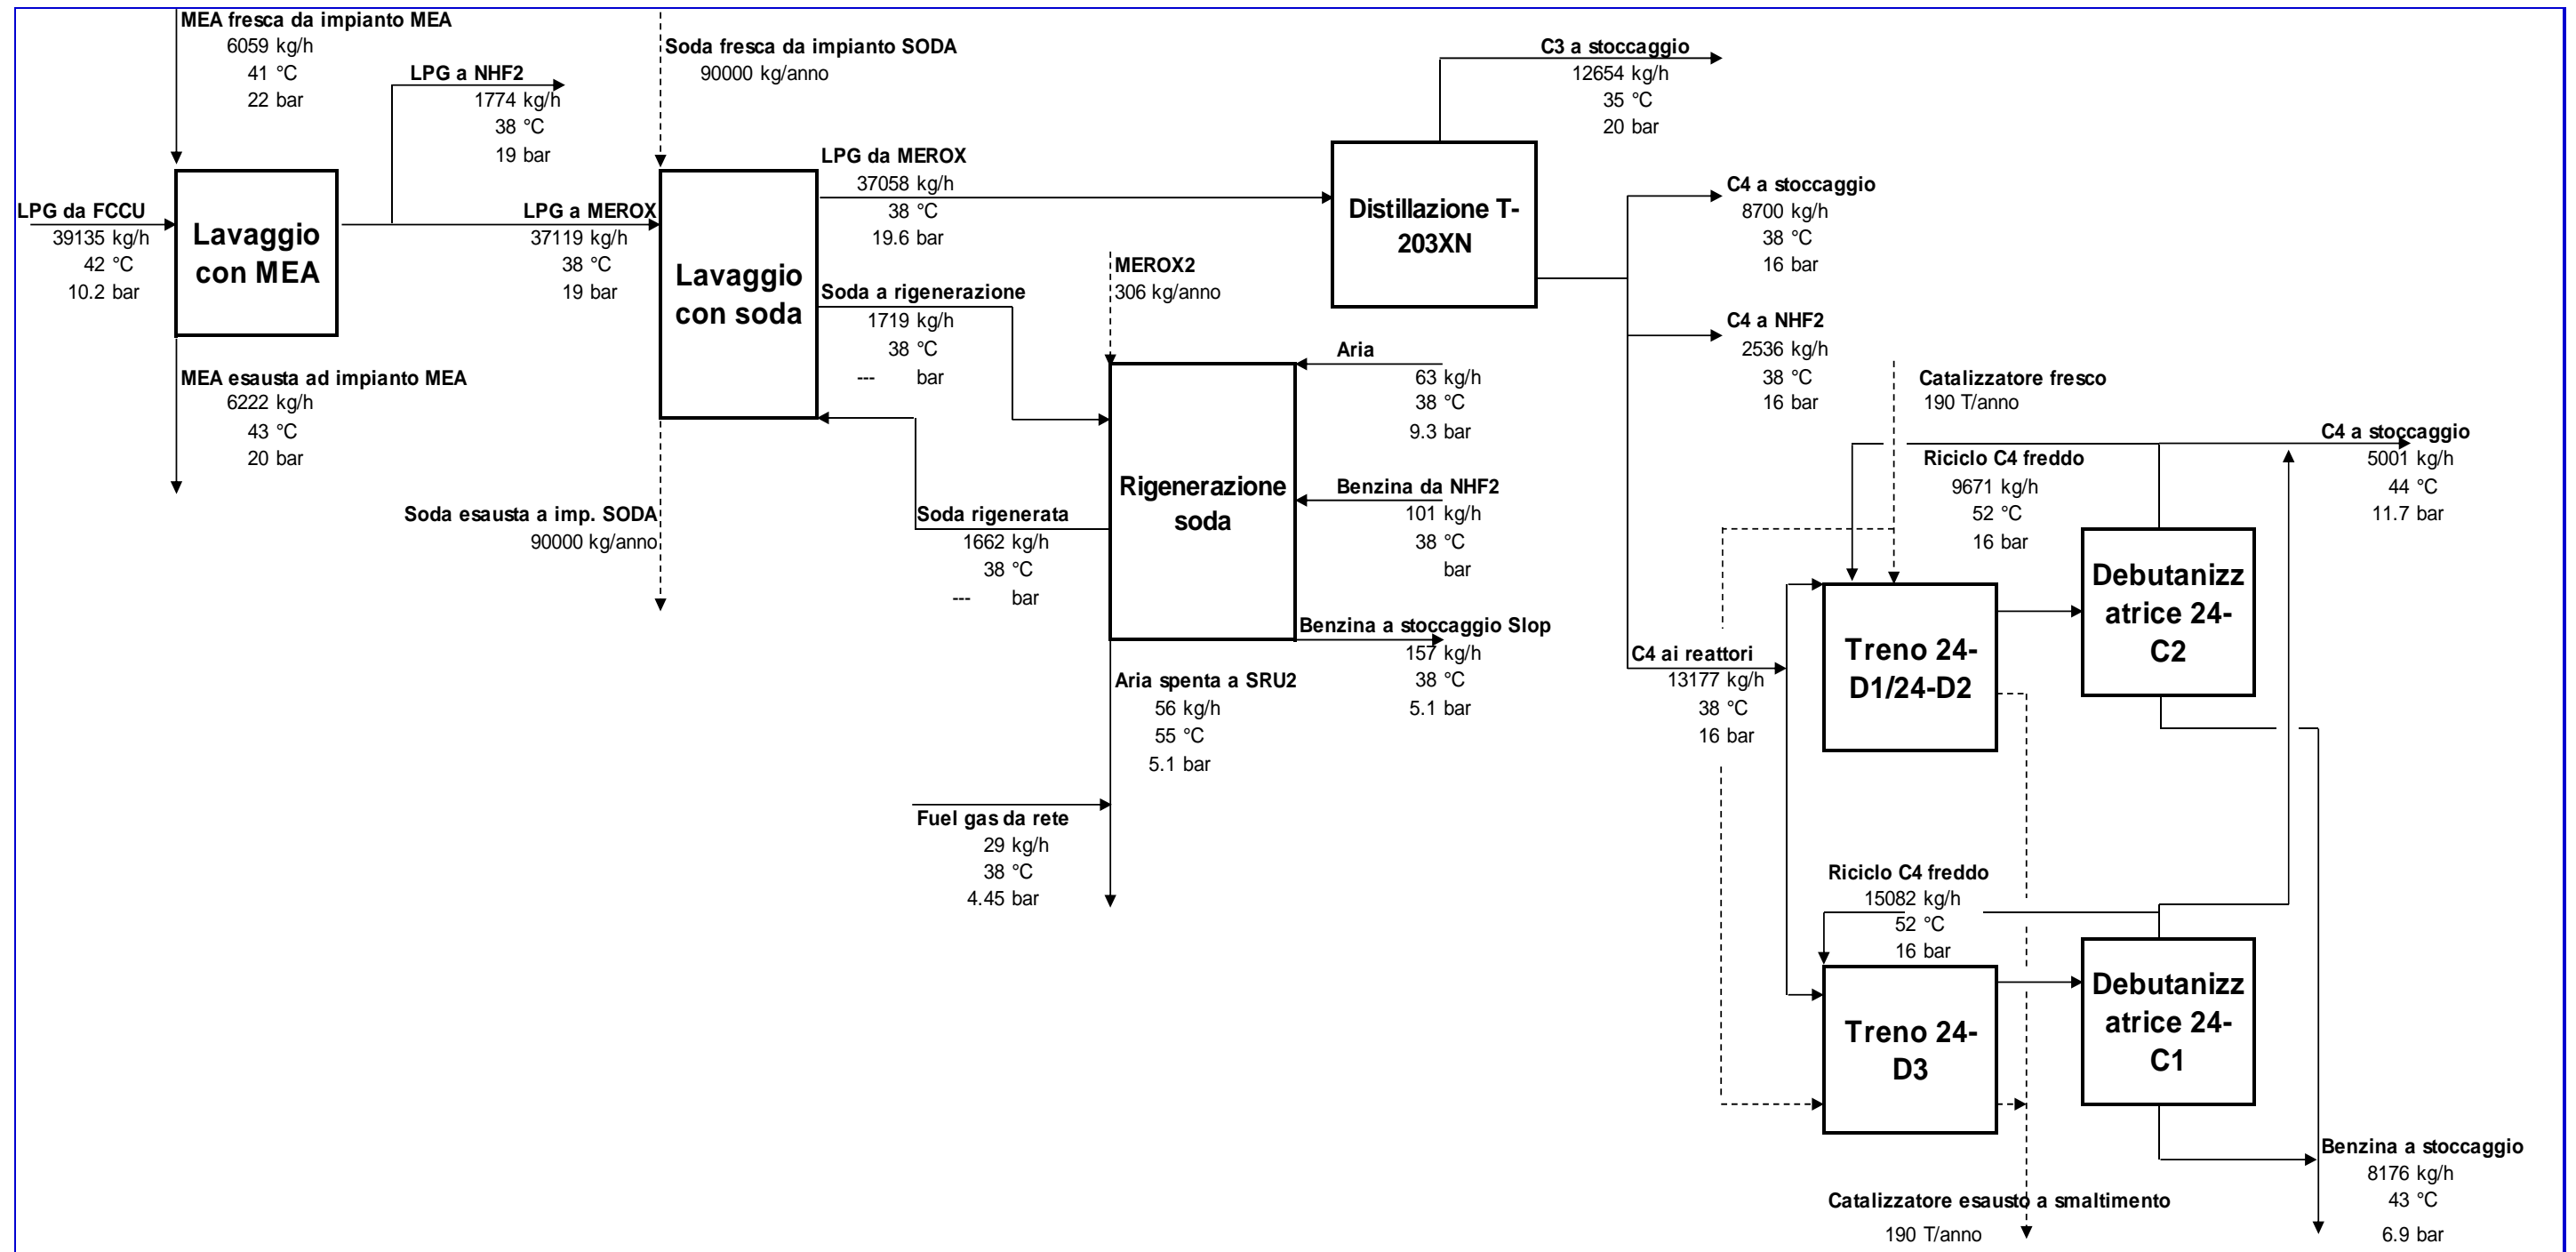 MEA fresca da impianto MEA
6059 kg/h
41 °C
22 bar
LPG a NHF2
1774 kg/h
38 °C
19 bar
LPG da FCCU
39135 kg/h
42 °C
10.2 bar
Lavaggio
con MEA
MEA esausta ad impianto MEA
6222 kg/h
43 °C
20 bar
LPG a MEROX
37119 kg/h
38 °C
19 bar
Soda fresca da impianto SODA
90000 kg/anno
Lavaggio
con soda
Soda esausta a imp. SODA
90000 kg/anno
LPG da MEROX
37058 kg/h
38 °C
19.6 bar
Soda a rigenerazione
1719 kg/h
38 °C
--- bar
Soda rigenerata
1662 kg/h
38 °C
--- bar
MEROX2
306 kg/anno
Rigenerazione
soda
Aria
63 kg/h
38 °C
9.3 bar
Benzina da NHF2
101 kg/h
38 °C
bar
Benzina a stoccaggio Slop
157 kg/h
38 °C
5.1 bar
Aria spenta a SRU2
56 kg/h
55 °C
5.1 bar
Fuel gas da rete
29 kg/h
38 °C
4.45 bar
Distillazione T-
203XN
C3 a stoccaggio
12654 kg/h
35 °C
20 bar
C4 a stoccaggio
8700 kg/h
38 °C
16 bar
C4 a NHF2
2536 kg/h
38 °C
16 bar
C4 ai reattori
13177 kg/h
38 °C
16 bar
Catalizzatore fresco
190 T/anno
Riciclo C4 freddo
9671 kg/h
52 °C
16 bar
C4 a stoccaggio
5001 kg/h
44 °C
11.7 bar
Treno 24-
D1/24-D2
Debutanizz
atrice 24-
C2
Riciclo C4 freddo
15082 kg/h
52 °C
16 bar
Treno 24-
D3
Debutanizz
atrice 24-
C1
Catalizzatore esausto a smaltimento
190 T/anno
Benzina a stoccaggio
8176 kg/h
43 °C
6.9 bar